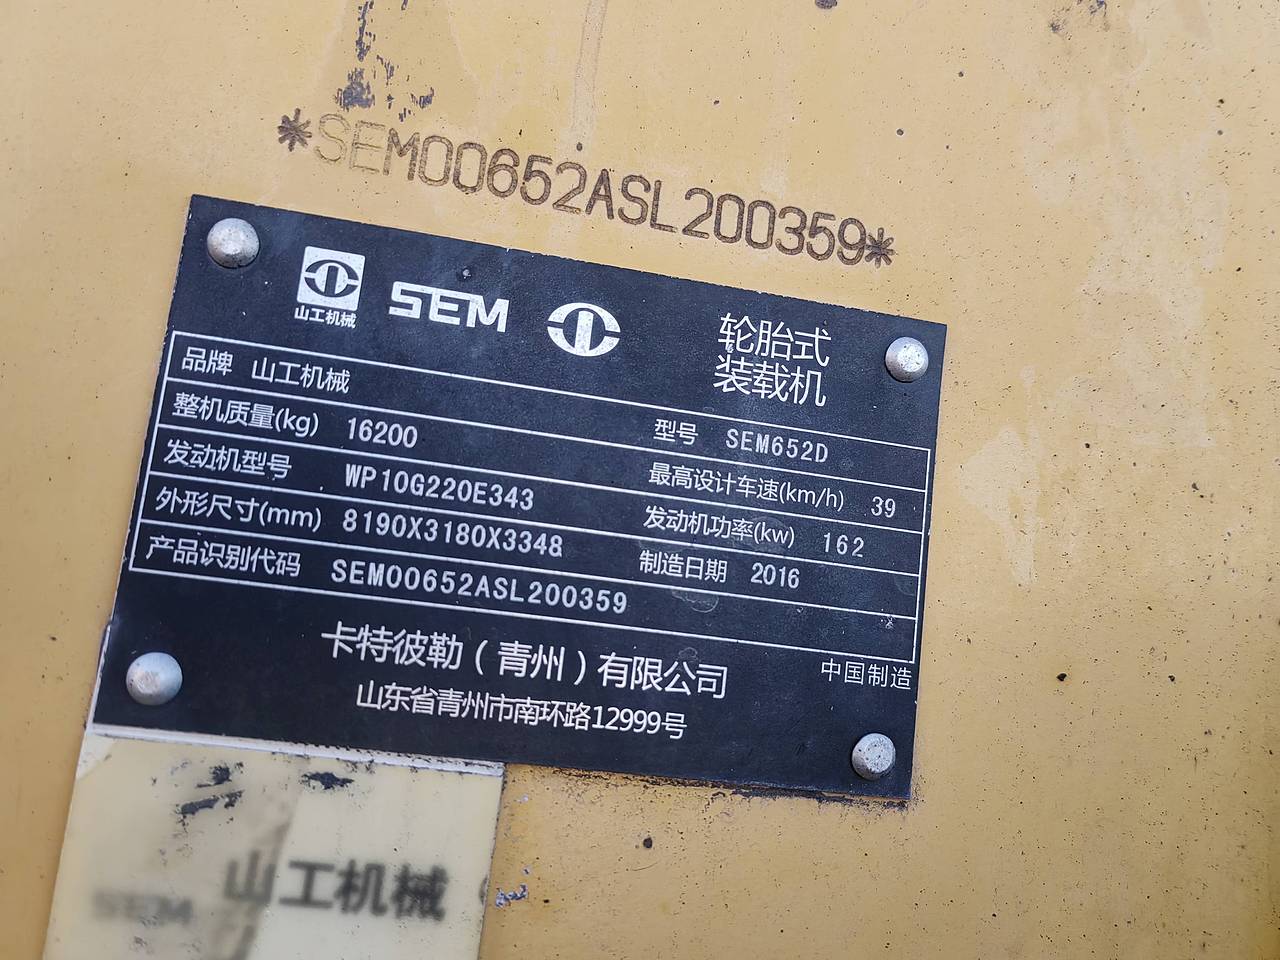 *SEM00652ASL200359*
山工机械
SEM
轮胎式
装载机
品牌 山工机械
型号 SEM652D
整机质量(kg) 16200
最高设计车速(km/h) 39
发动机型号 WP10G220E343
发动机功率(kw) 162
外形尺寸(mm) 8190X3180X3348
制造日期 2016
产品识别代码 SEM00652ASL200359
中国制造
卡特彼勒（青州）有限公司
山东省青州市南环路12999号
SEM 山工机械